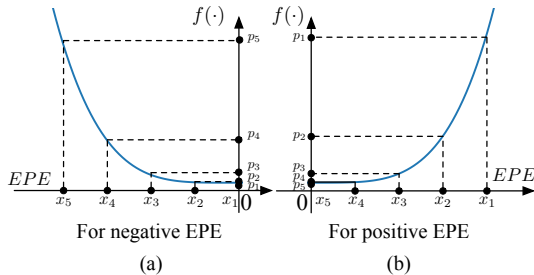 f(·)
f(·)
p₅
p₁
p₄
p₂
p₃
p₂
p₁
p₃
p₄
p₅
EPE
EPE
x₅ x₄ x₃ x₂ x₁ 0
0 x₅ x₄ x₃ x₂ x₁
For negative EPE
For positive EPE
(a)
(b)